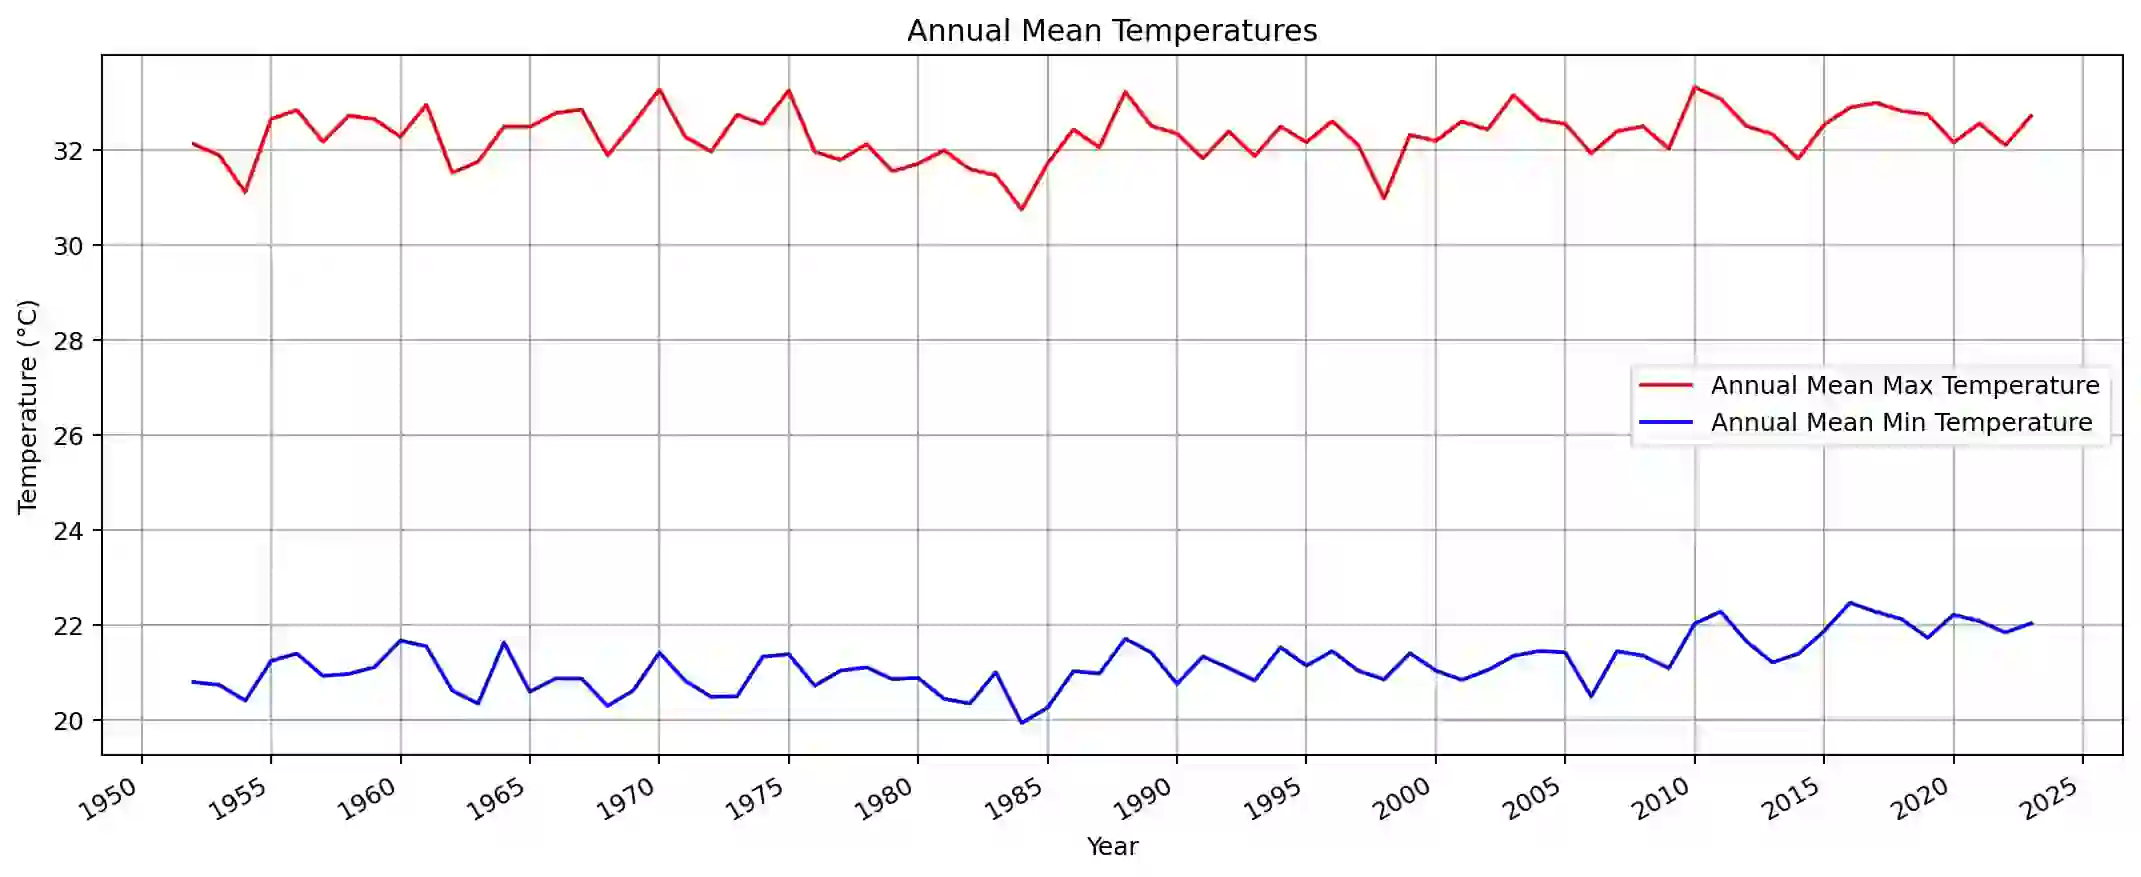 Annual Mean Temperatures
Temperature (°C)
32
30
28
26
24
22
20
Annual Mean Max Temperature
Annual Mean Min Temperature
1950 1955 1960 1965 1970 1975 1980 1985 1990 1995 2000 2005 2010 2015 2020 2025
Year